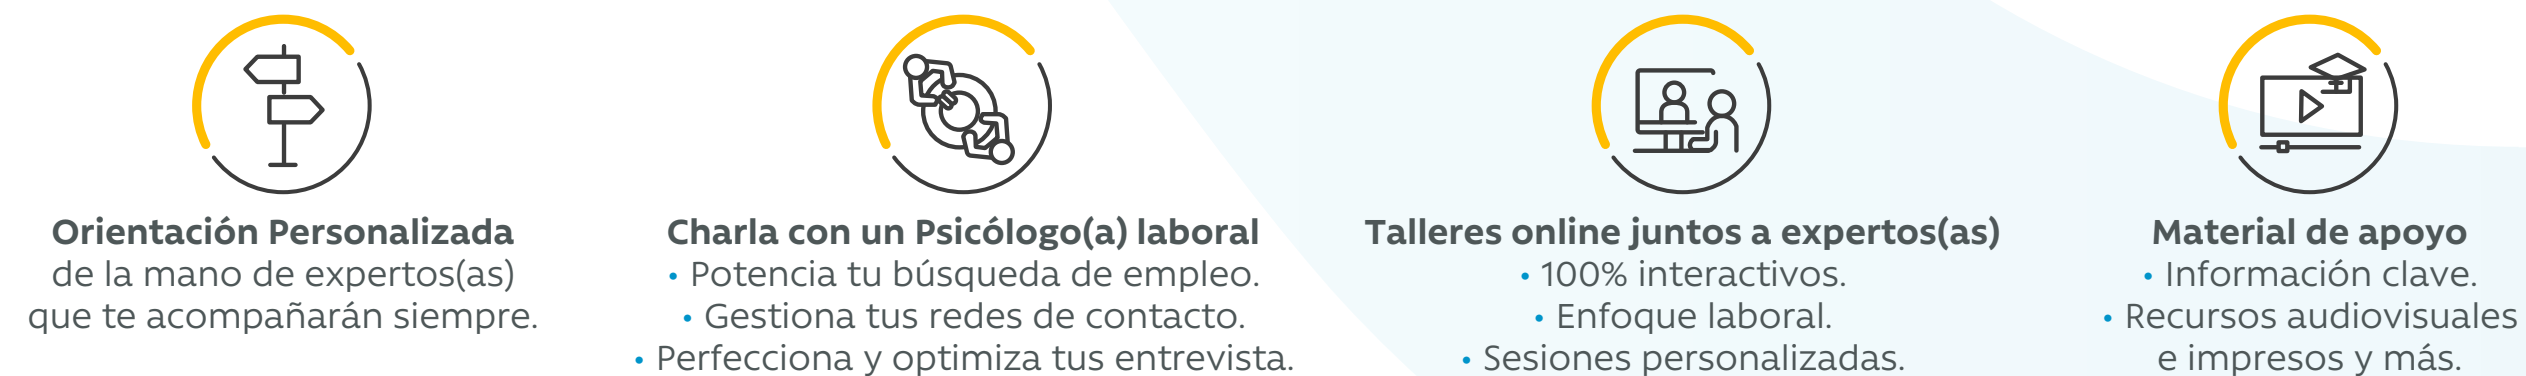 Orientación Personalizada
de la mano de expertos(as)
que te acompañarán siempre.
Charla con un Psicólogo(a) laboral
• Potencia tu búsqueda de empleo.
• Gestiona tus redes de contacto.
• Perfecciona y optimiza tus entrevista.
Talleres online juntos a expertos(as)
• 100% interactivos.
• Enfoque laboral.
• Sesiones personalizadas.
Material de apoyo
• Información clave.
• Recursos audiovisuales
e impresos y más.